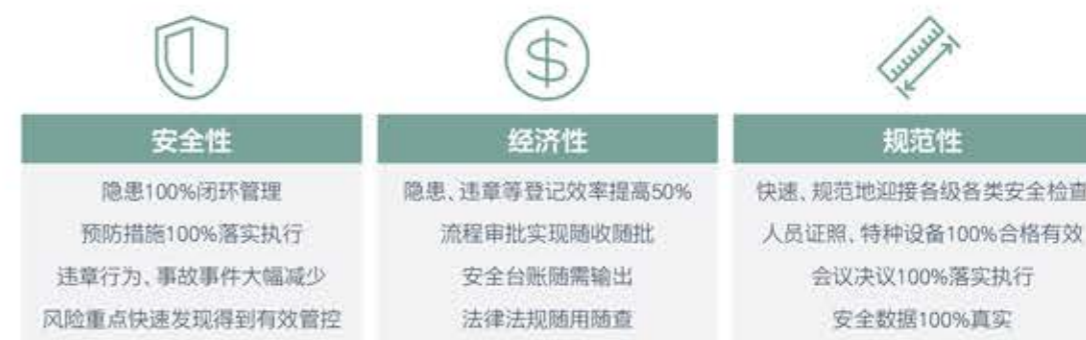 安全性
隐患100%闭环管理
预防措施100%落实执行
违章行为、事故事件大幅减少
风险重点快速发现得到有效管控
经济性
隐患、违章等登记效率提高50%
流程审批实现随收随批
安全台账随需输出
法律法规随用随查
规范性
快速、规范地迎接各级各类安全检查
人员证照、特种设备100%合格有效
会议决议100%落实执行
安全数据100%真实